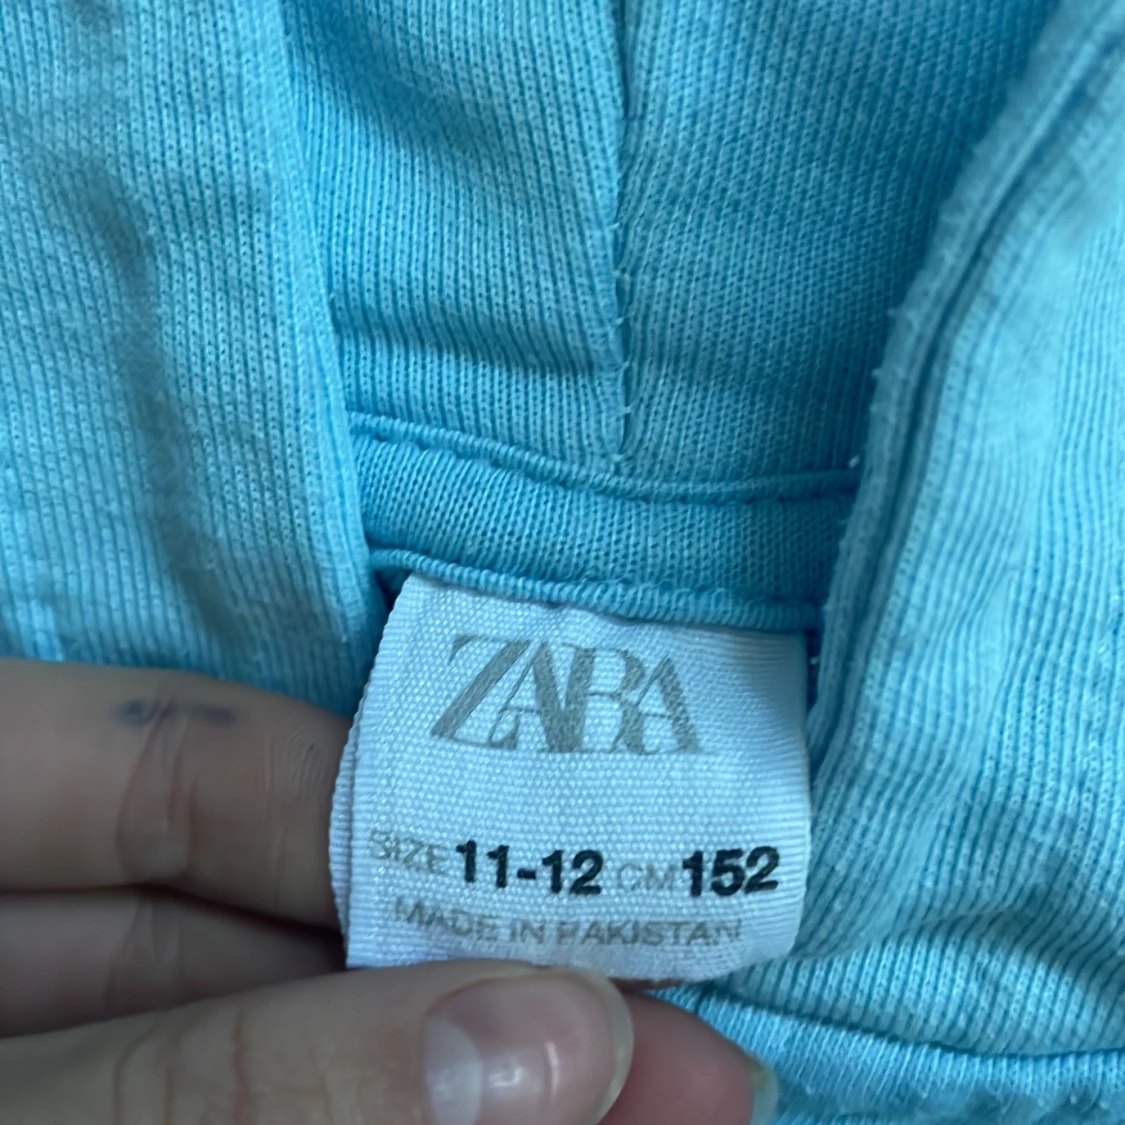 ZARA
SIZE 11-12 CM 152
MADE IN PAKISTAN